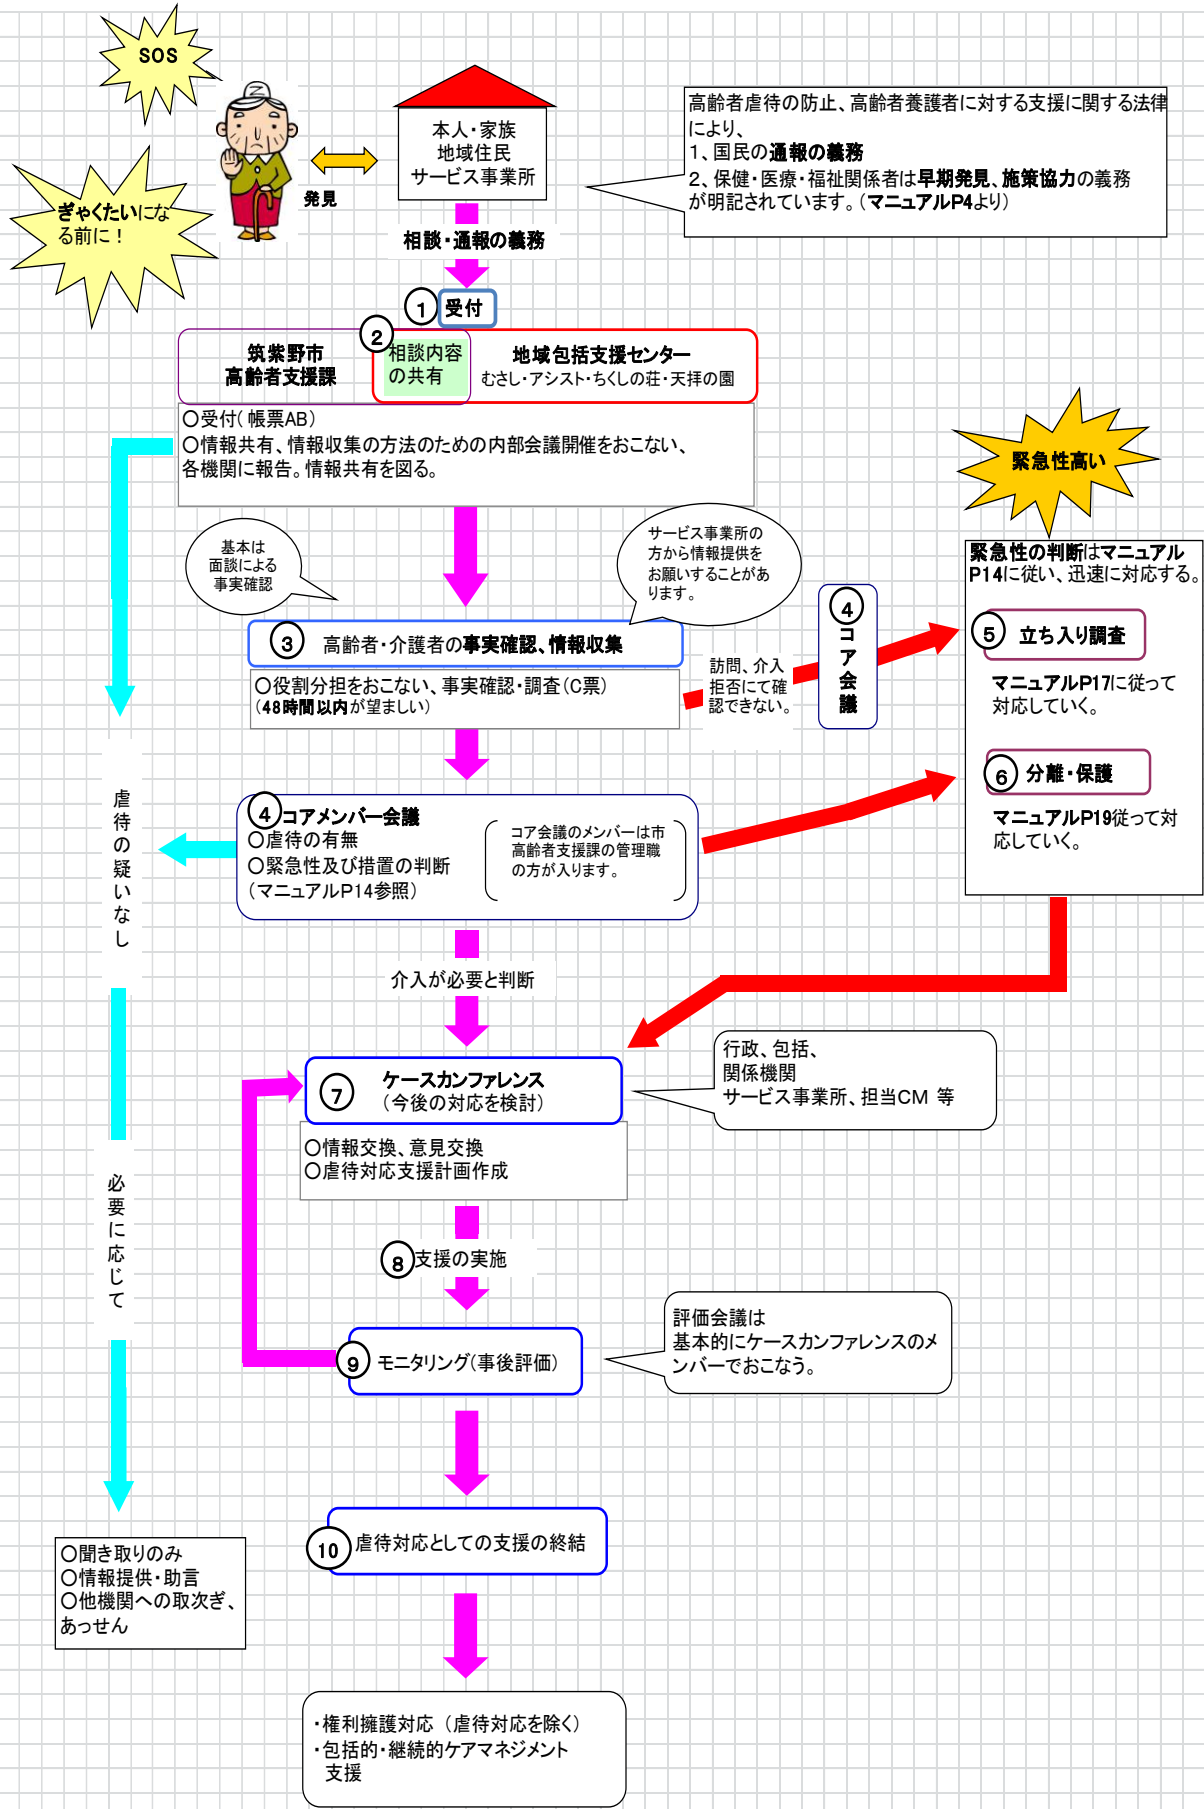 SOS
ぎゃくたいにな
る前に！
発見
本人・家族
地域住民
サービス事業所
高齢者虐待の防止、高齢者養護者に対する支援に関する法律
により、
1、国民の通報の義務
2、保健・医療・福祉関係者は早期発見、施策協力の義務
が明記されています。（マニュアルP4より）
相談・通報の義務
1 受付
筑紫野市
高齢者支援課
2
相談内容
の共有
地域包括支援センター
むさし・アシスト・ちくしの荘・天拝の園
〇受付（帳票AB）
〇情報共有、情報収集の方法のための内部会議開催をおこない、
各機関に報告。情報共有を図る。
緊急性高い
基本は
面談による
事実確認
サービス事業所の
方から情報提供を
お願いすることがあ
ります。
3 高齢者・介護者の事実確認、情報収集
〇役割分担をおこない、事実確認・調査（C票）
（48時間以内が望ましい）
訪問、介入
拒否にて確
認できない。
4
コア会議
緊急性の判断はマニュアル
P14に従い、迅速に対応する。
5 立ち入り調査
マニュアルP17に従って
対応していく。
6 分離・保護
マニュアルP19従って対
応していく。
虐待の疑いなし
4 コアメンバー会議
〇虐待の有無
〇緊急性及び措置の判断
（マニュアルP14参照）
コア会議のメンバーは市
高齢者支援課の管理職
の方が入ります。
介入が必要と判断
7 ケースカンファレンス
（今後の対応を検討）
行政、包括、
関係機関
サービス事業所、担当CM 等
〇情報交換、意見交換
〇虐待対応支援計画作成
必要に応じて
8 支援の実施
9 モニタリング（事後評価）
評価会議は
基本的にケースカンファレンスのメ
ンバーでおこなう。
10 虐待対応としての支援の終結
〇聞き取りのみ
〇情報提供・助言
〇他機関への取次ぎ、
あっせん
・権利擁護対応（虐待対応を除く）
・包括的・継続的ケアマネジメント
支援